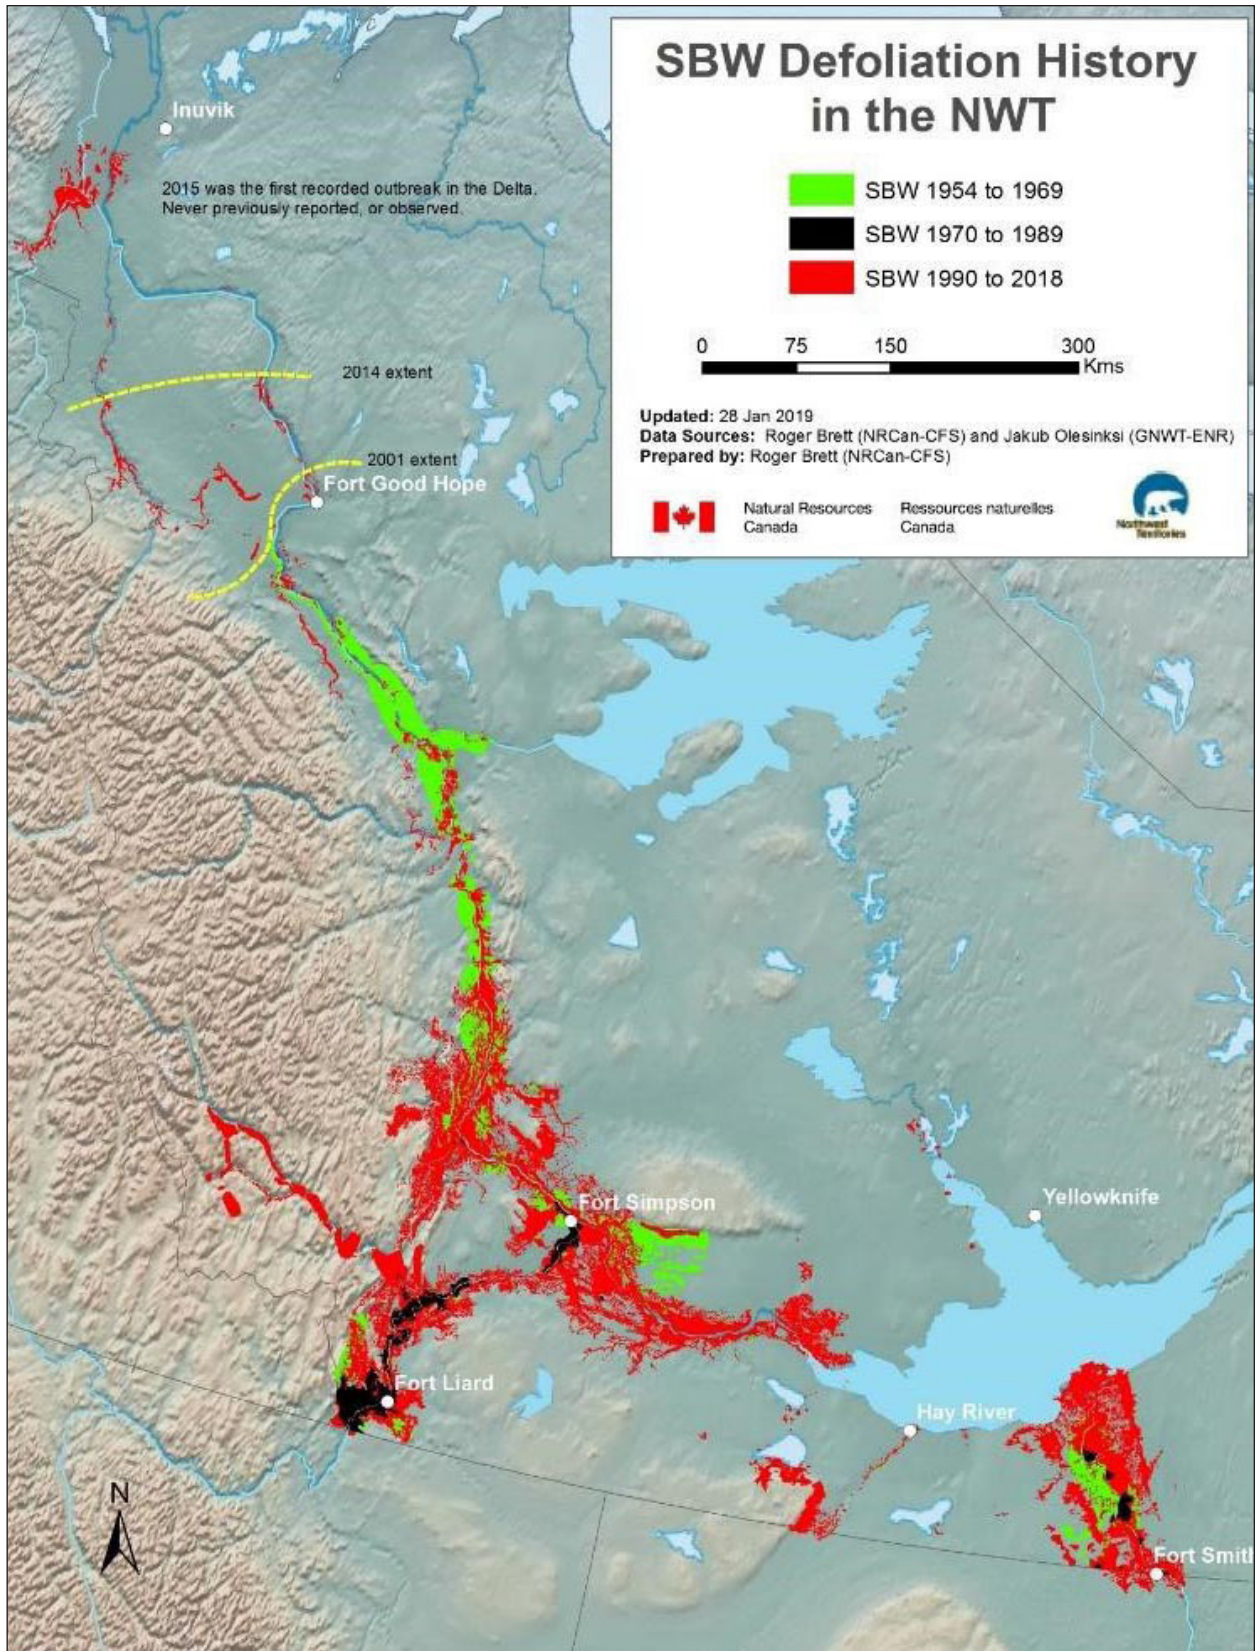 SBW Defoliation History
in the NWT
SBW 1954 to 1969
SBW 1970 to 1989
SBW 1990 to 2018
0 75 150 300
Kms
Updated: 28 Jan 2019
Data Sources: Roger Brett (NRCan-CFS) and Jakub Olesinksi (GNWT-ENR)
Prepared by: Roger Brett (NRCan-CFS)
Natural Resources
Canada
Ressources naturelles
Canada
Northwest
Territories
Inuvik
2015 was the first recorded outbreak in the Delta.
Never previously reported, or observed.
2014 extent
2001 extent
Fort Good Hope
Fort Simpson
Yellowknife
Fort Liard
Hay River
N
Fort Smith